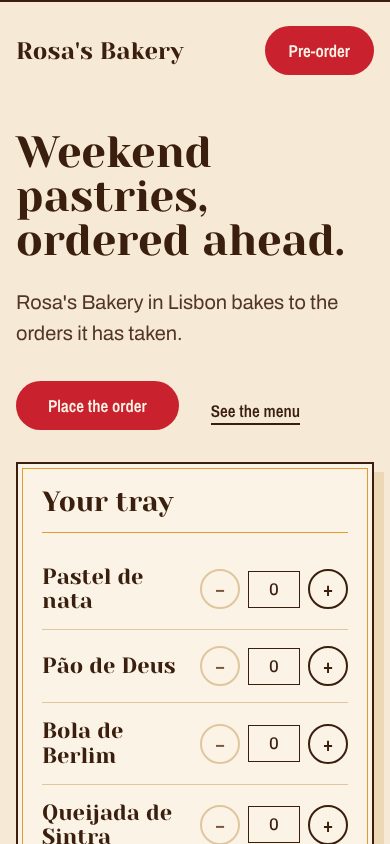 Rosa's Bakery
Pre-order
Weekend
pastries,
ordered ahead.
Rosa's Bakery in Lisbon bakes to the
orders it has taken.
Place the order
See the menu
Your tray
Pastel de
nata
– 0 +
Pão de Deus
– 0 +
Bola de
Berlim
– 0 +
Queijada de
Sintra
– 0 +